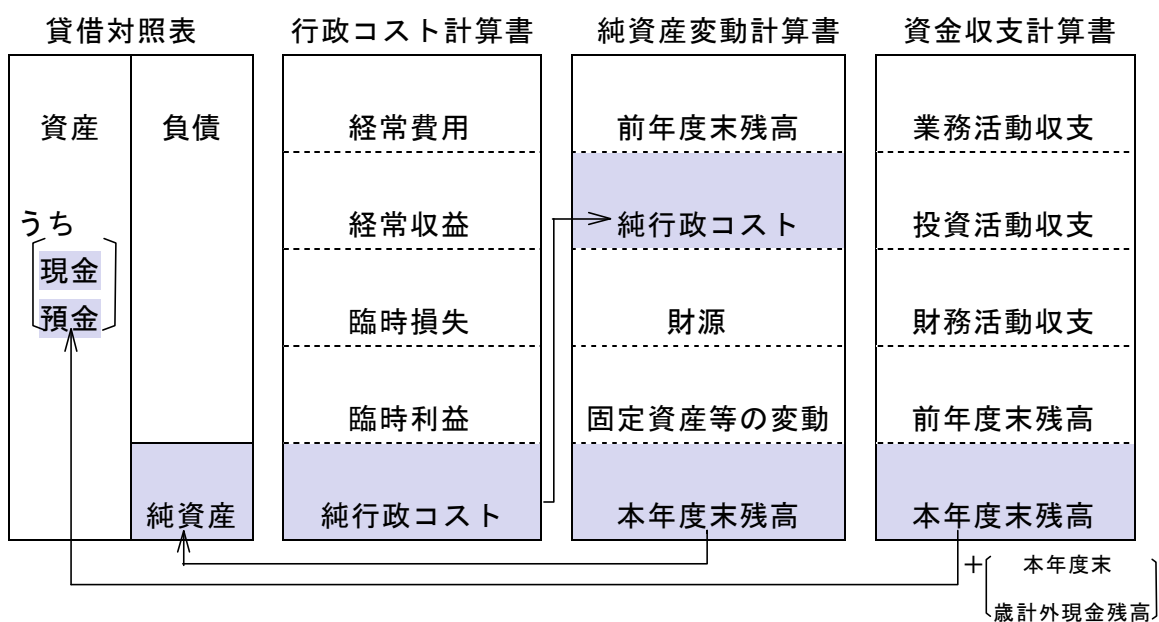 貸借対照表
資産
負債
うち
現金
預金
純資産
行政コスト計算書
経常費用
経常収益
臨時損失
臨時利益
純行政コスト
純資産変動計算書
前年度末残高
純行政コスト
財源
固定資産等の変動
本年度末残高
資金収支計算書
業務活動収支
投資活動収支
財務活動収支
前年度末残高
本年度末残高
+
本年度末
歳計外現金残高